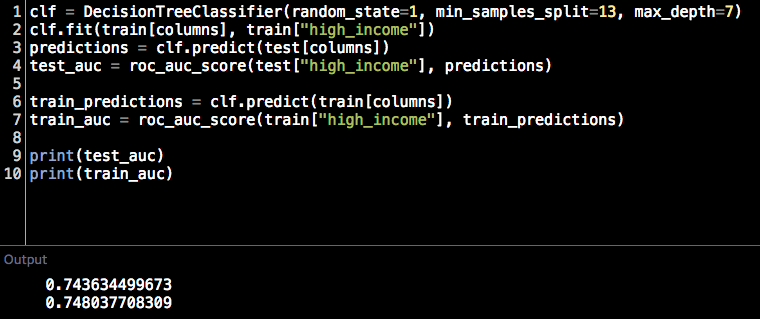 1 clf = DecisionTreeClassifier(random_state=1, min_samples_split=13, max_depth=7)
2 clf.fit(train[columns], train["high_income"])
3 predictions = clf.predict(test[columns])
4 test_auc = roc_auc_score(test["high_income"], predictions)
5
6 train_predictions = clf.predict(train[columns])
7 train_auc = roc_auc_score(train["high_income"], train_predictions)
8
9 print(test_auc)
10 print(train_auc)
Output
0.743634499673
0.748037708309